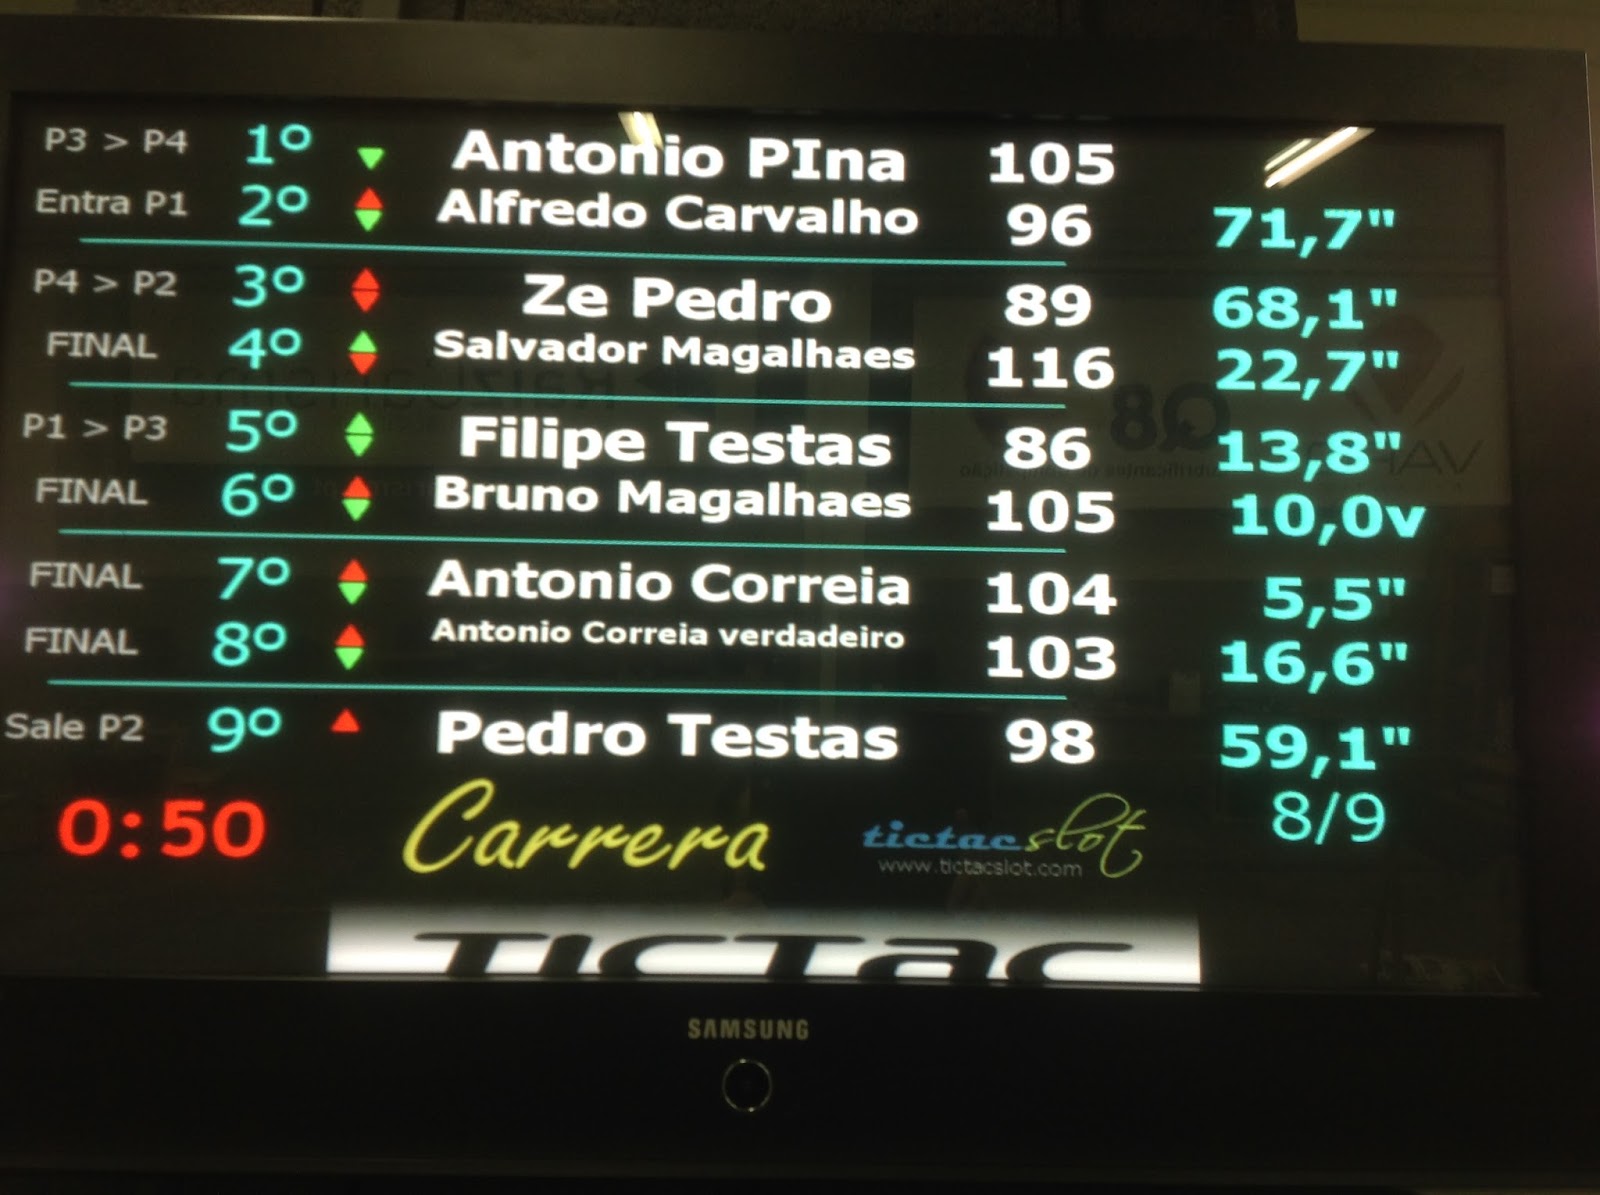 P3 > P4 1º Antonio PIna 105
Entra P1 2º Alfredo Carvalho 96 71,7"
P4 > P2 3º Ze Pedro 89 68,1"
FINAL 4º Salvador Magalhaes 116 22,7"
P1 > P3 5º Filipe Testas 86 13,8"
FINAL 6º Bruno Magalhaes 105 10,0v
FINAL 7º Antonio Correia 104 5,5"
FINAL 8º Antonio Correia verdadeiro 103 16,6"
Sale P2 9º Pedro Testas 98 59,1"
0:50 Carrera tictac slot 8/9
www.tictacslot.com
TICTAC
SAMSUNG
Q8